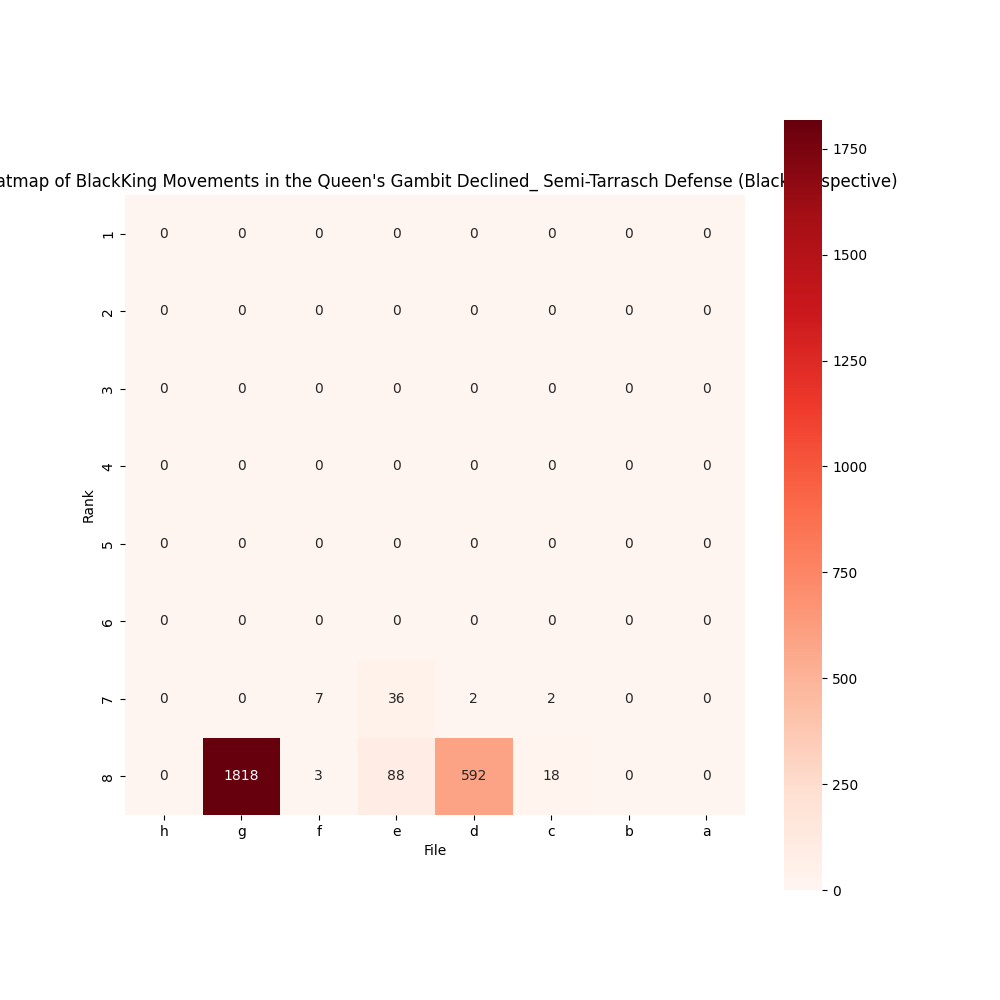 atmap of BlackKing Movements in the Queen's Gambit Declined_ Semi-Tarrasch Defense (Black spective)
1 0 0 0 0 0 0 0 0
2 0 0 0 0 0 0 0 0
3 0 0 0 0 0 0 0 0
4 0 0 0 0 0 0 0 0
Rank
5 0 0 0 0 0 0 0 0
6 0 0 0 0 0 0 0 0
7 0 0 7 36 2 2 0 0
8 0 1818 3 88 592 18 0 0
h g f e d c b a
File
1750
1500
1250
1000
750
500
250
0